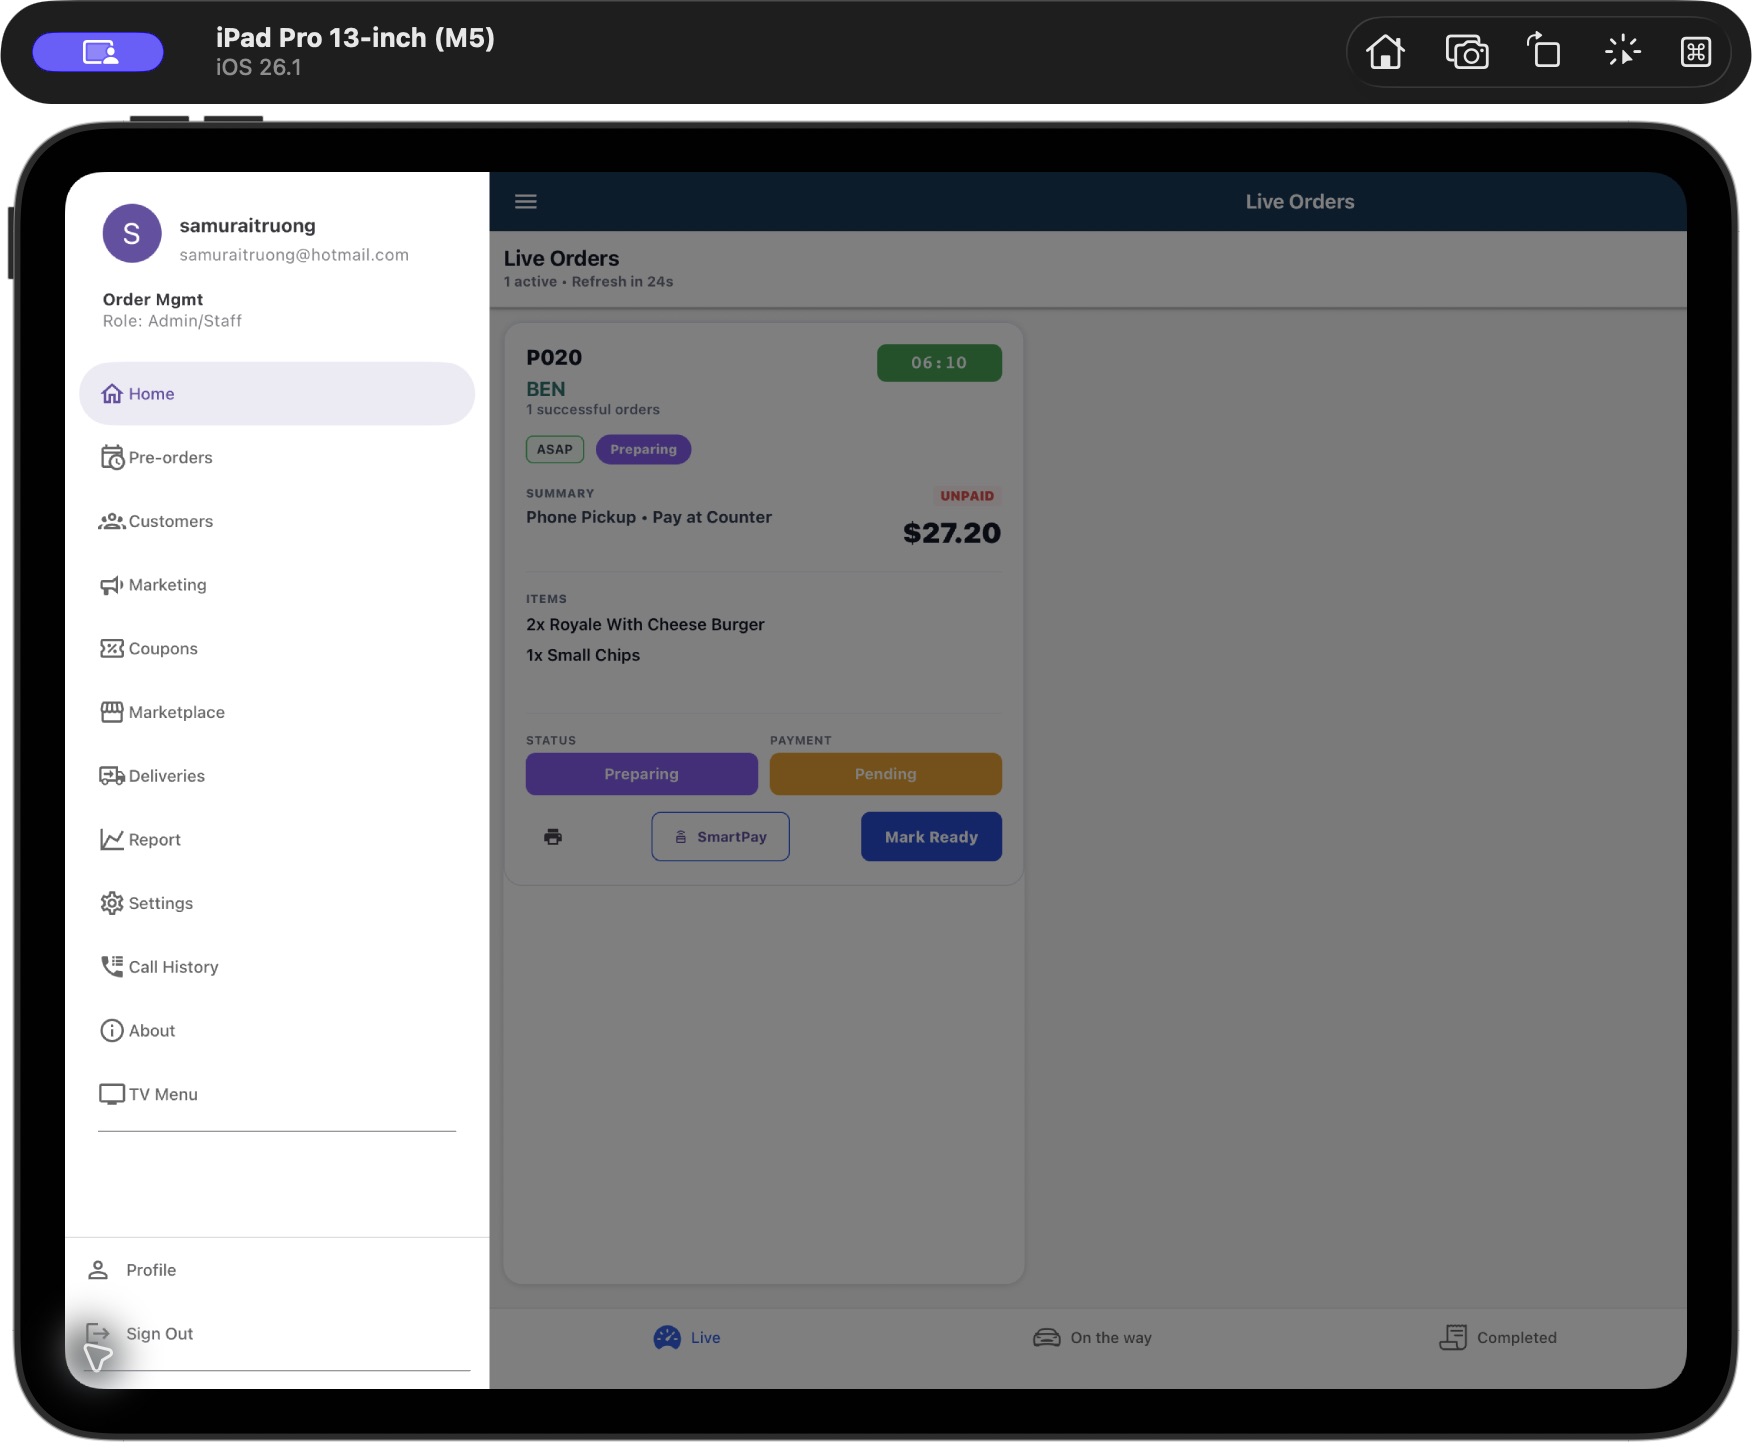 iPad Pro 13-inch (M5)
iOS 26.1
S
samuraitruong
samuraitruong@hotmail.com
Order Mgmt
Role: Admin/Staff
Home
Pre-orders
Customers
Marketing
Coupons
Marketplace
Deliveries
Report
Settings
Call History
About
TV Menu
Profile
Sign Out
Live Orders
Live Orders
1 active • Refresh in 24s
P020
06:10
BEN
1 successful orders
ASAP Preparing
SUMMARY
UNPAID
Phone Pickup • Pay at Counter
$27.20
ITEMS
2x Royale With Cheese Burger
1x Small Chips
STATUS PAYMENT
Preparing Pending
SmartPay Mark Ready
Live On the way Completed